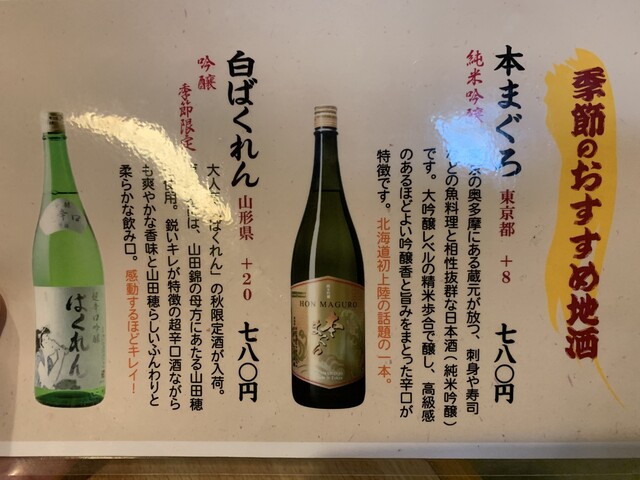 季節のおすすめ地酒
本まぐろ 東京都 +8 七八〇円
純米吟醸
の奥多摩にある蔵元が放つ、刺身や寿司
どの魚料理と相性抜群な日本酒(純米吟醸)
です。大吟醸レベルの精米歩合で醸し、高級感
のあるほどよい吟醸香と旨みをまとった辛口が
特徴です。北海道初上陸の話題の一本。
HON MAGURO
本まぐろ
白ばくれん 山形県 +20 七八〇円
吟醸 季節限定
大人 ばくれん」の秋限定酒が入荷。
は、山田錦の母方にあたる山田穂
使用。鋭いキレが特徴の超辛口酒ながら
も爽やかな香味と山田穂らしいふんわりと
柔らかな飲み口。感動するほどキレイ!
超辛口吟醸
ばくれん